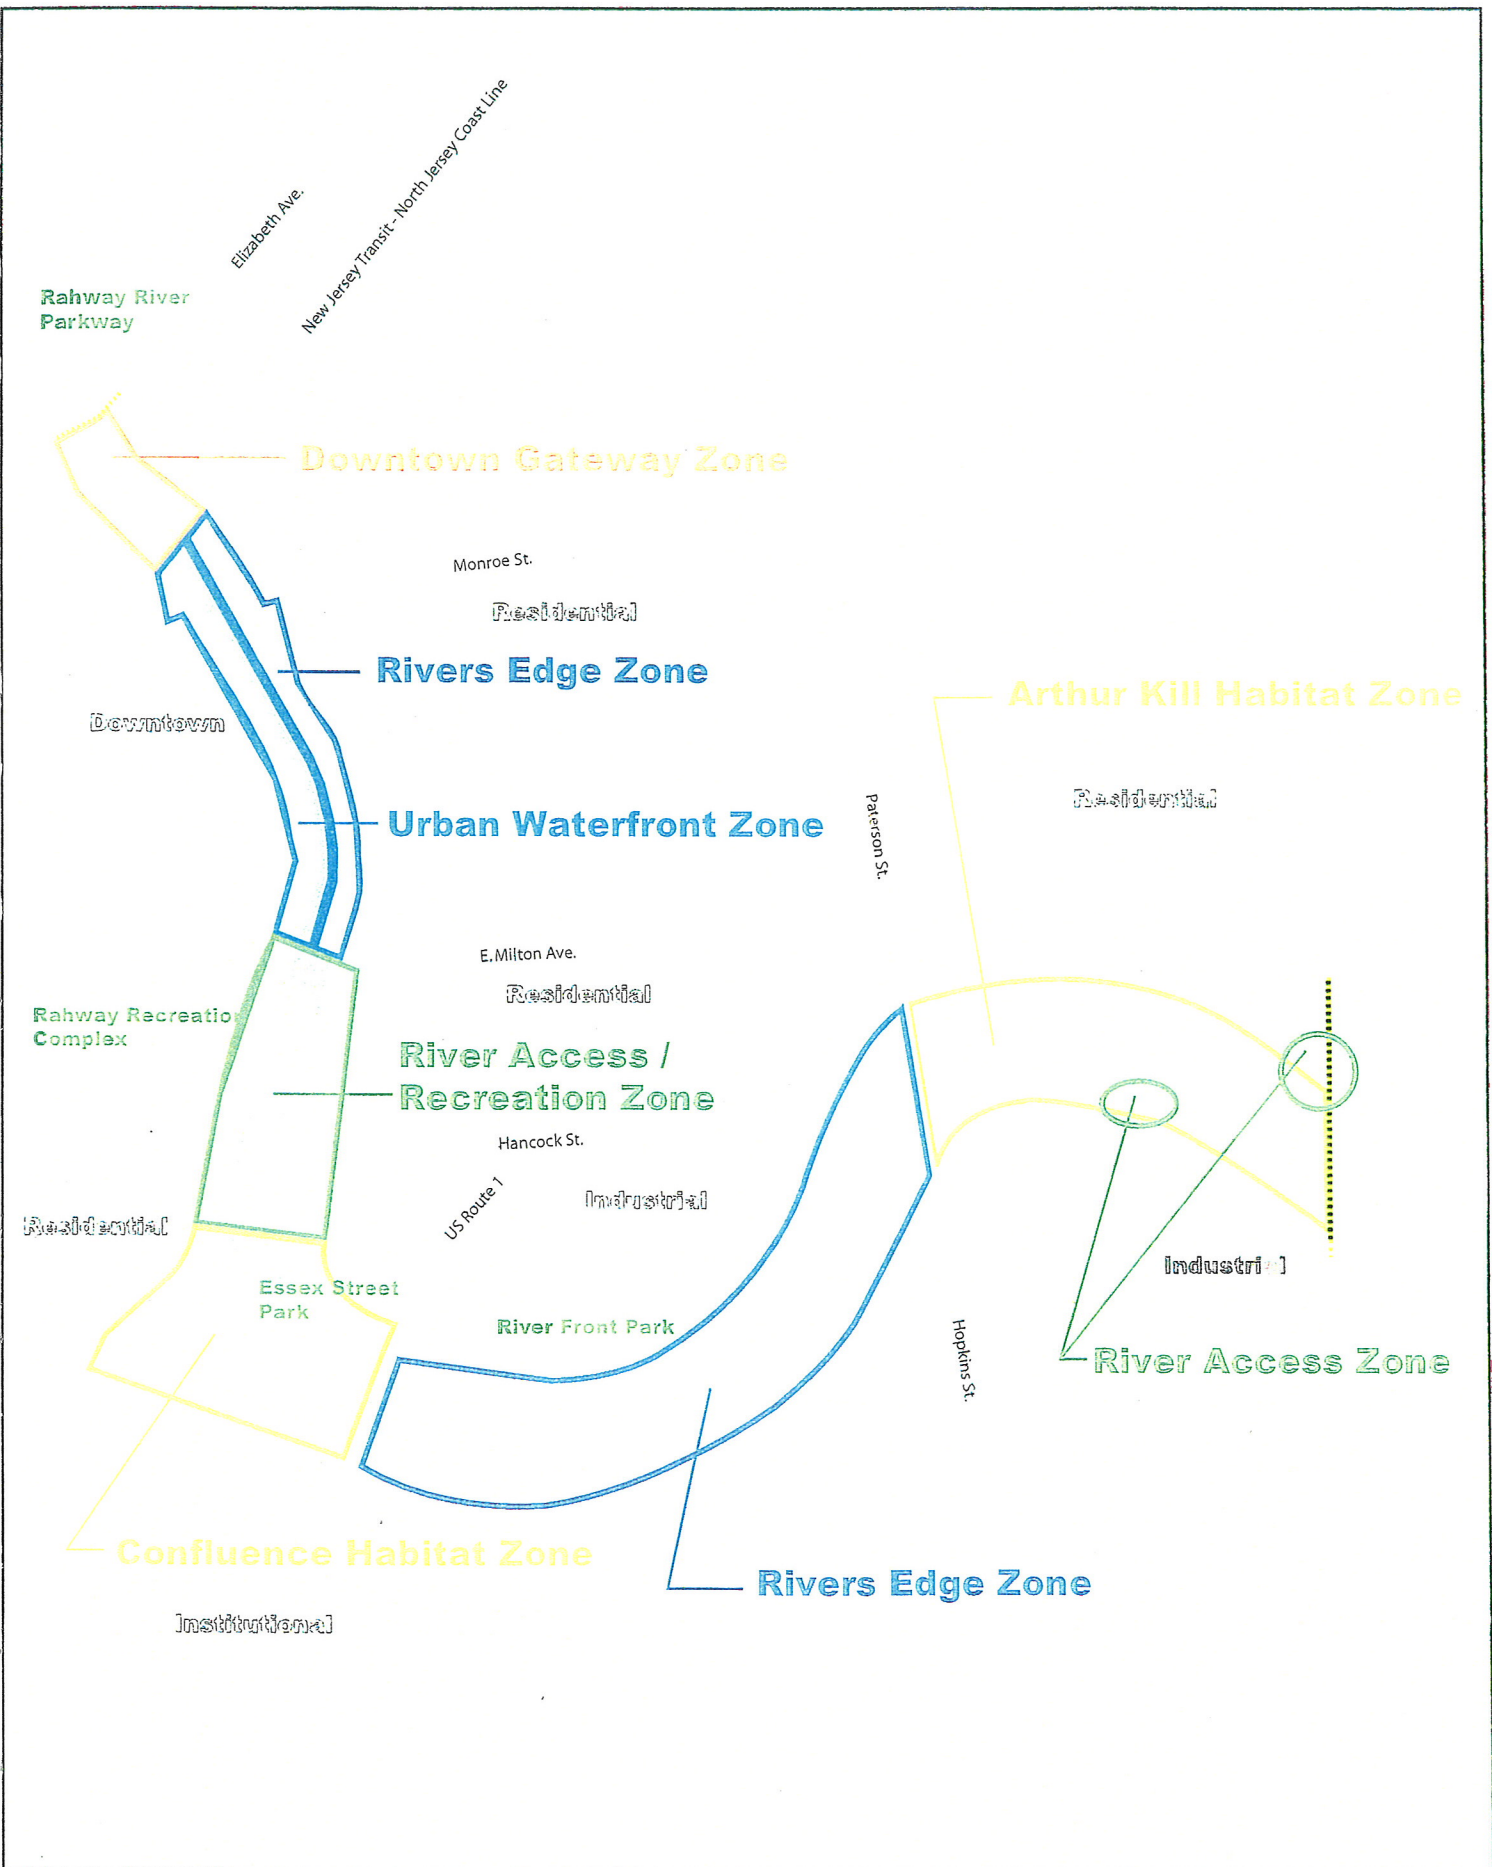 New Jersey Transit - North Jersey Coast Line
Elizabeth Ave.
Rahway River
Parkway
Downtown Gateway Zone
Monroe St.
Residential
Rivers Edge Zone
Arthur Kill Habitat Zone
Downtown
Residential
Urban Waterfront Zone
Paterson St.
E. Milton Ave.
Residential
Rahway Recreation
Complex
River Access /
Recreation Zone
Hancock St.
US Route 1
Industrial
Residential
Industrial
Essex Street
Park
River Front Park
Hopkins St.
River Access Zone
Confluence Habitat Zone
Rivers Edge Zone
Institutional